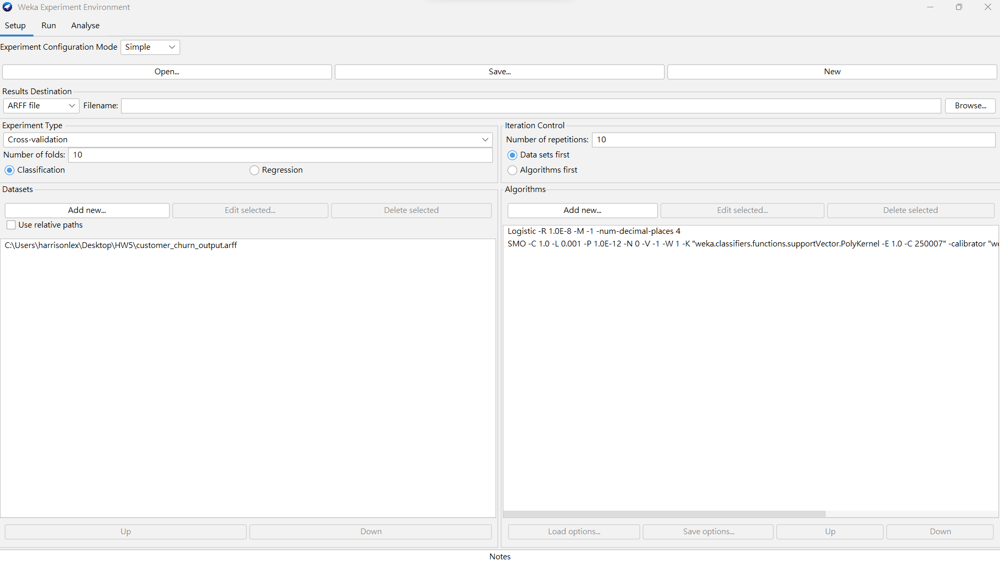 Weka Experiment Environment
Setup Run Analyse
Experiment Configuration Mode Simple
Open... Save... New
Results Destination
ARFF file Filename: Browse...
Experiment Type
Cross-validation
Number of folds: 10
Classification Regression
Iteration Control
Number of repetitions: 10
Data sets first
Algorithms first
Datasets
Add new... Edit selected... Delete selected
Use relative paths
C:\Users\harrisonlex\Desktop\HW5\customer_churn_output.arff
Up Down
Algorithms
Add new... Edit selected... Delete selected
Logistic -R 1.0E-8 -M -1 -num-decimal-places 4
SMO -C 1.0 -L 0.001 -P 1.0E-12 -N 0 -V -1 -W 1 -K "weka.classifiers.functions.supportVector.PolyKernel -E 1.0 -C 250007" -calibrator "we
Load options... Save options... Up Down
Notes